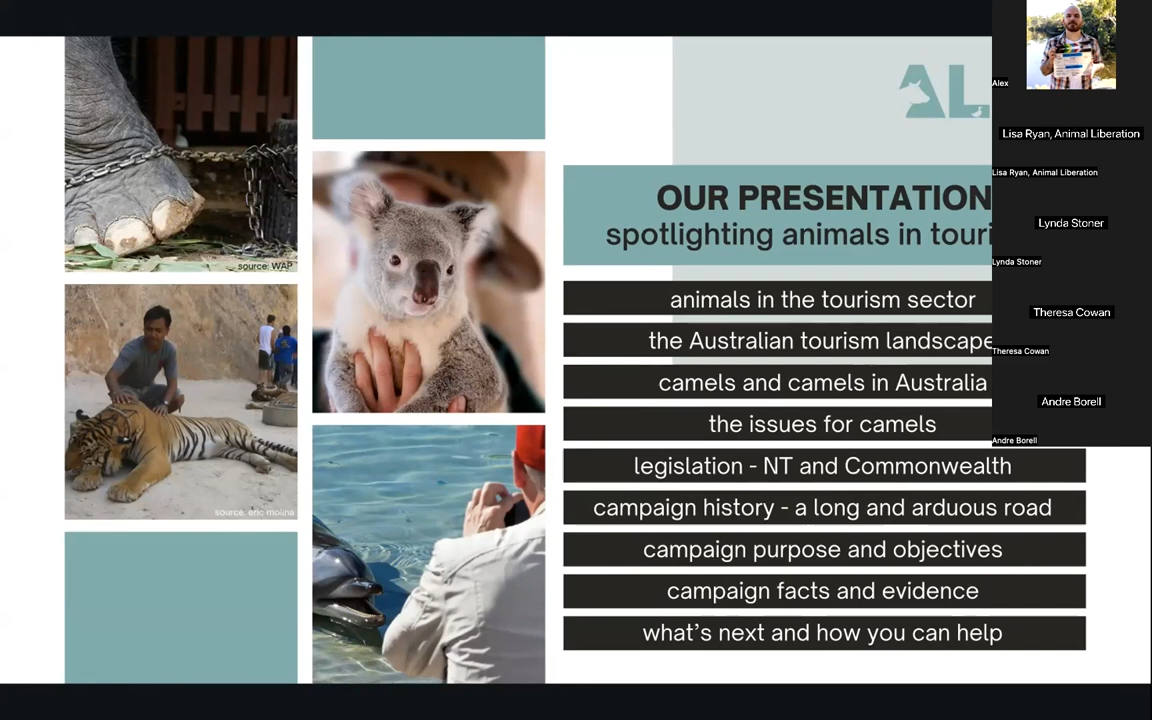 source: WAP
source: eric molina
AL
OUR PRESENTATION
spotlighting animals in touri
animals in the tourism sector
the Australian tourism landscape
camels and camels in Australia
the issues for camels
legislation - NT and Commonwealth
campaign history - a long and arduous road
campaign purpose and objectives
campaign facts and evidence
what's next and how you can help
Alex
Lisa Ryan, Animal Liberation
Lisa Ryan, Animal Liberation
Lynda Stoner
Lynda Stoner
Theresa Cowan
Theresa Cowan
Andre Borell
Andre Borell